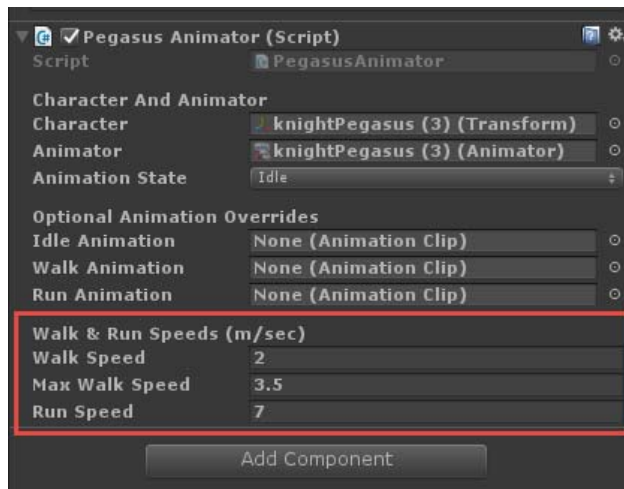 Pegasus Animator (Script)
Script PegasusAnimator
Character And Animator
Character knightPegasus (3) (Transform)
Animator knightPegasus (3) (Animator)
Animation State Idle
Optional Animation Overrides
Idle Animation None (Animation Clip)
Walk Animation None (Animation Clip)
Run Animation None (Animation Clip)
Walk & Run Speeds (m/sec)
Walk Speed 2
Max Walk Speed 3.5
Run Speed 7
Add Component